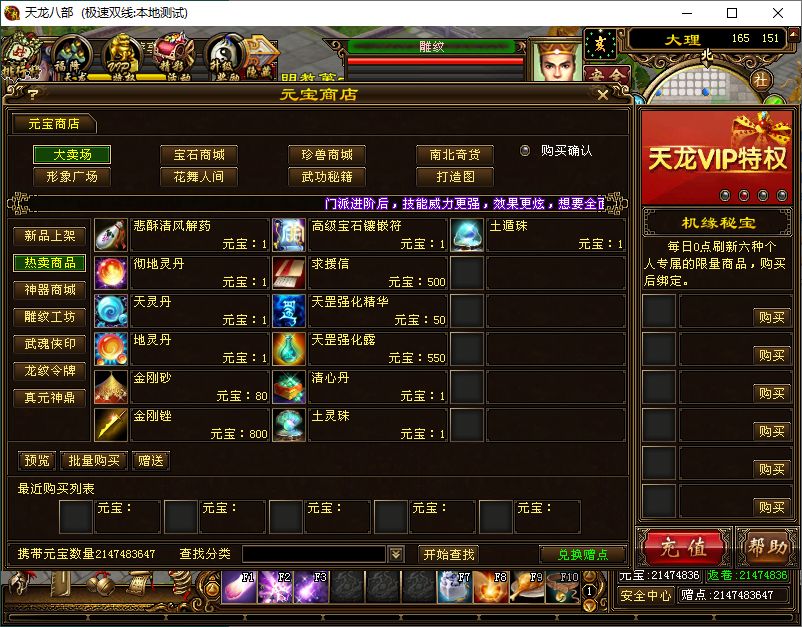 天龙八部 (极速双线:本地测试)
雕纹
大理 165 151
北
亥
安全
社
?
元宝商店
元宝商店
大卖场 宝石商城 珍兽商城 南北奇货 购买确认
形象广场 花舞人间 武功秘籍 打造图
门派进阶后，技能威力更强，效果更炫，想要全面
新品上架
热卖商品
神器商城
雕纹工坊
武魂侠印
龙纹令牌
真元神鼎
悲酥清风解药 元宝：1
高级宝石镶嵌符 元宝：1
土遁珠 元宝：1
彻地灵丹 元宝：1
求援信 元宝：500
天灵丹 元宝：1
天罡强化精华 元宝：50
地灵丹 元宝：1
天罡强化露 元宝：550
金刚砂 元宝：80
清心丹 元宝：1
金刚锉 元宝：800
土灵珠 元宝：1
预览 批量购买 赠送
最近购买列表
元宝： 元宝： 元宝： 元宝： 元宝：
携带元宝数量2147483647 查找分类 开始查找 兑换赠点
天龙VIP特权
机缘秘宝
每日0点刷新六种个
人专属的限量商品，购买
后绑定。
购买
购买
购买
购买
购买
购买
充值 帮助
F1 F2 F3 F7 F8 F9 F10
1
元宝:21474836 返卷:21474836
安全中心 赠点:2147483647